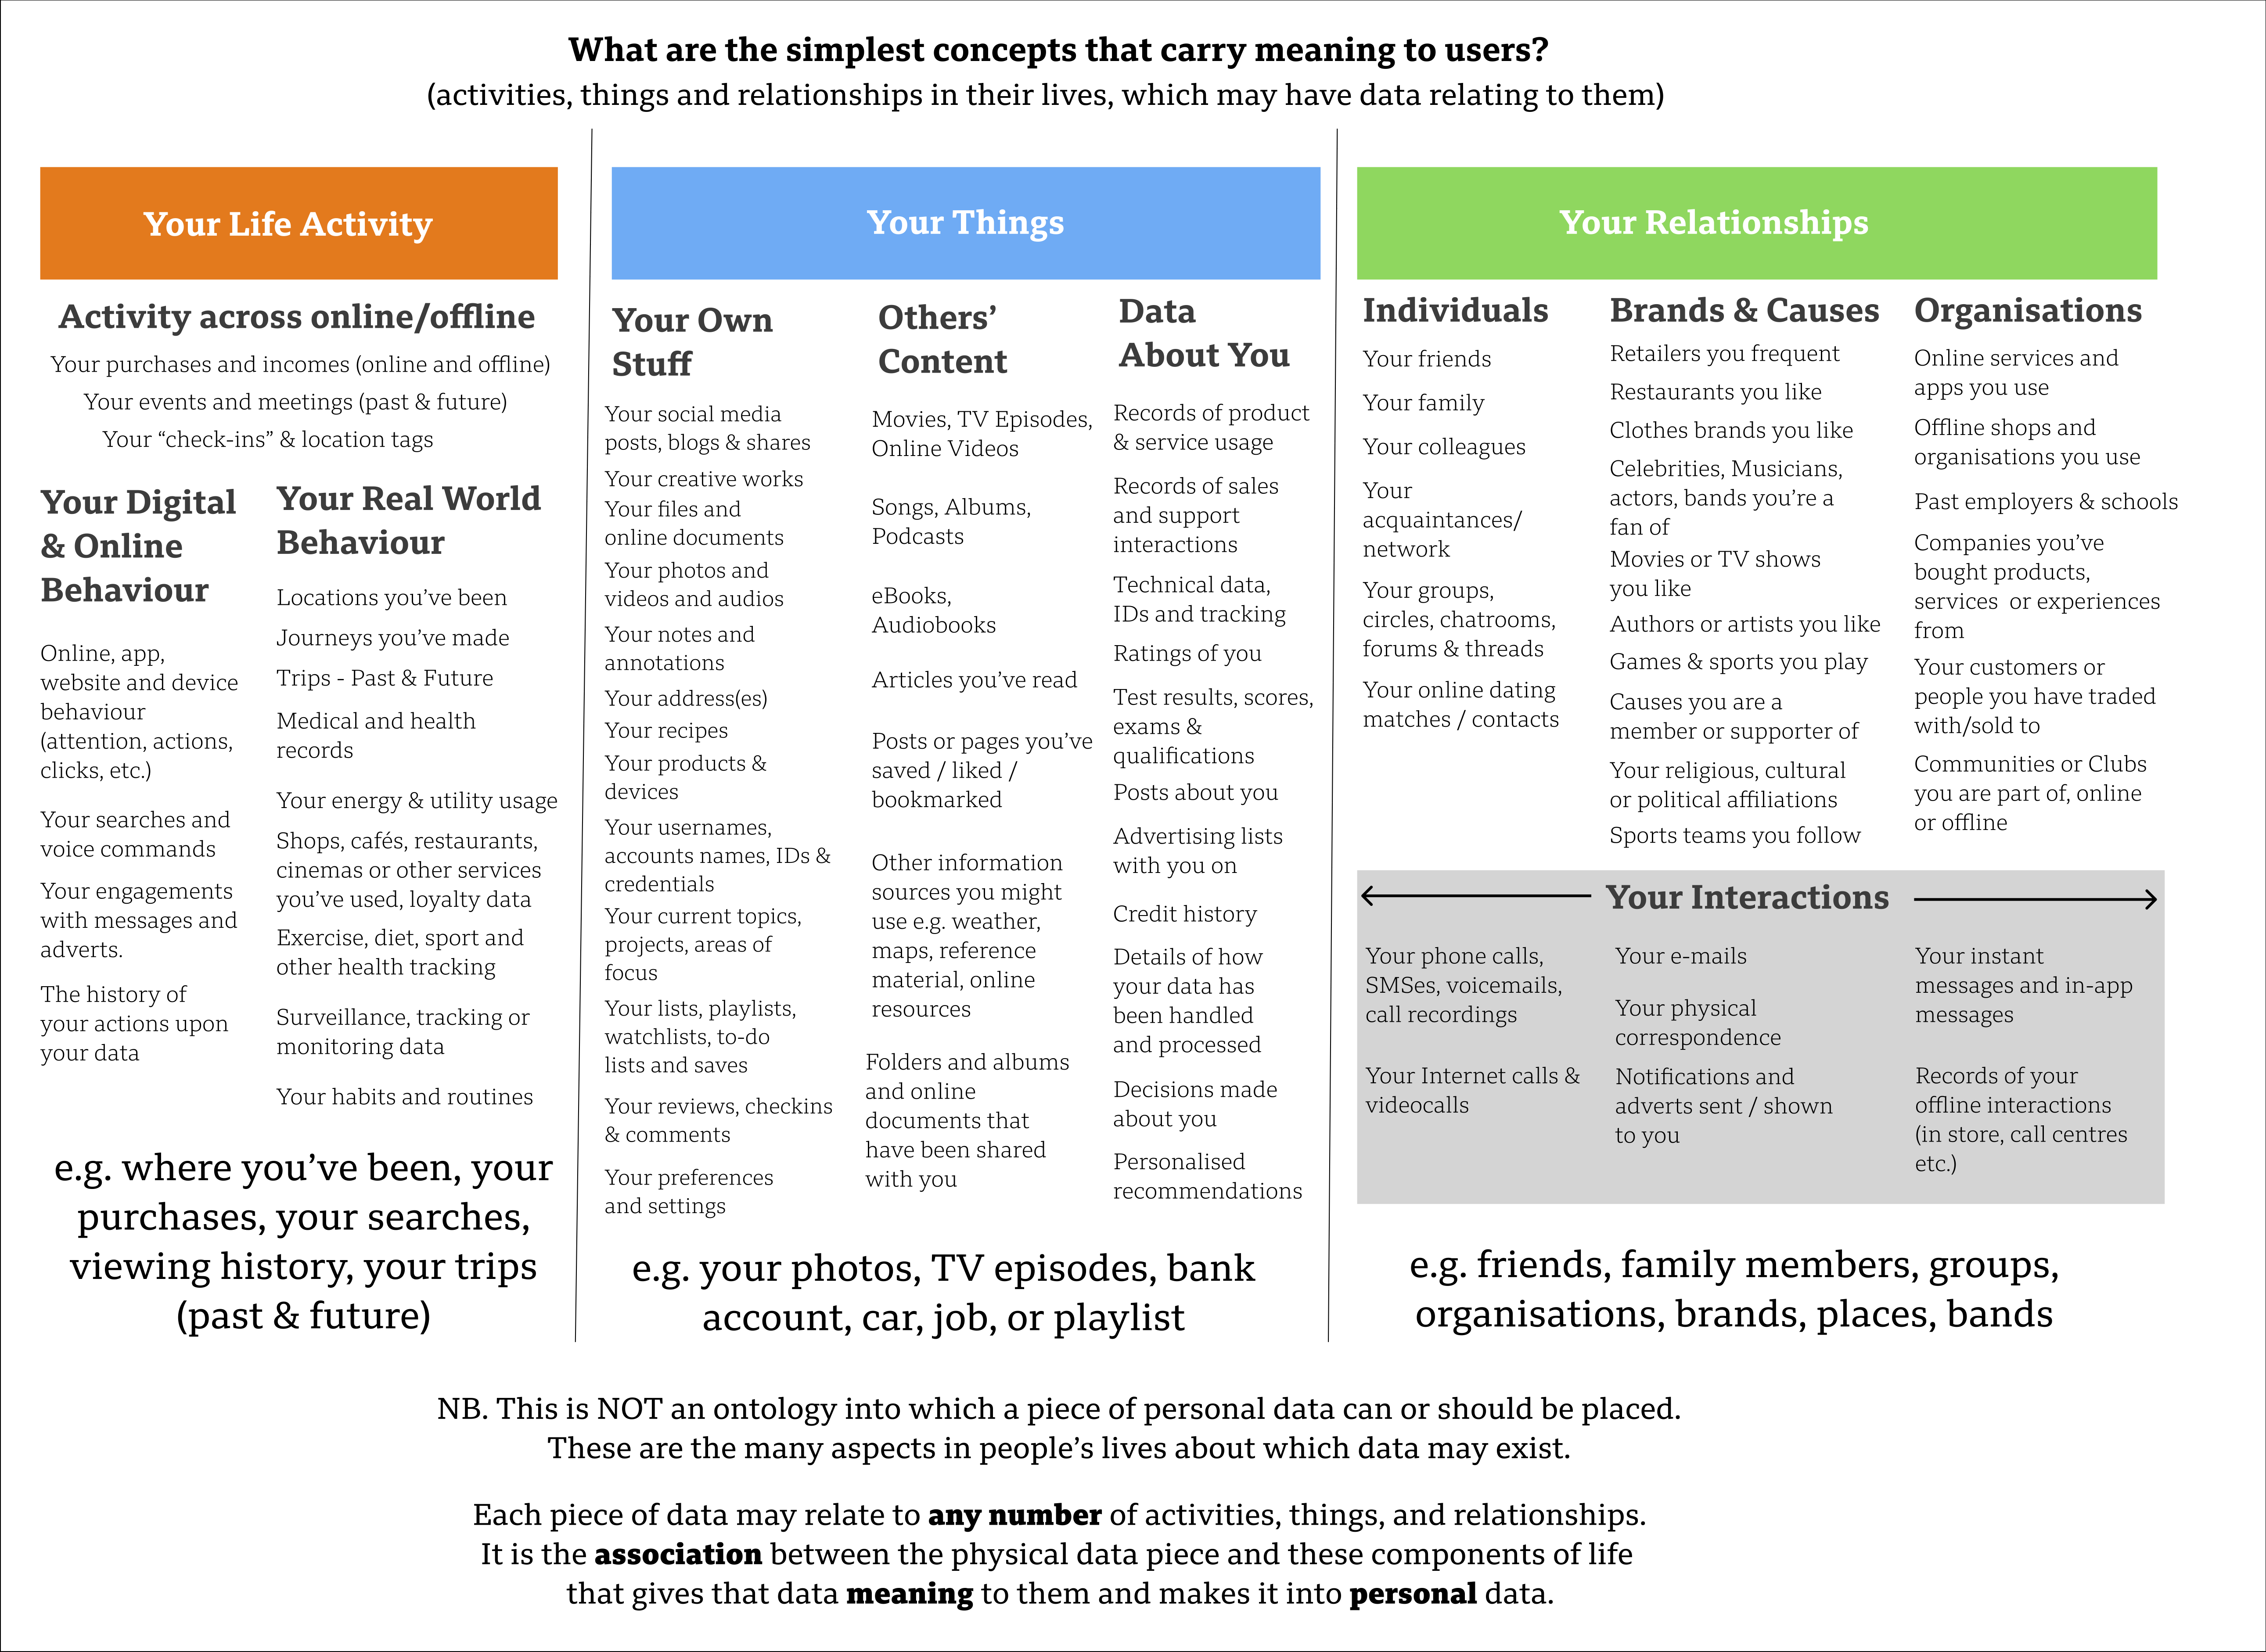 What are the simplest concepts that carry meaning to users?
(activities, things and relationships in their lives, which may have data relating to them)
Your Life Activity
Activity across online/offline
Your purchases and incomes (online and offline)
Your events and meetings (past & future)
Your “check-ins” & location tags
Your Digital
& Online
Behaviour
Online, app,
website and device
behaviour
(attention, actions,
clicks, etc.)
Your searches and
voice commands
Your engagements
with messages and
adverts.
The history of
your actions upon
your data
Your Real World
Behaviour
Locations you’ve been
Journeys you’ve made
Trips - Past & Future
Medical and health
records
Your energy & utility usage
Shops, cafés, restaurants,
cinemas or other services
you’ve used, loyalty data
Exercise, diet, sport and
other health tracking
Surveillance, tracking or
monitoring data
Your habits and routines
e.g. where you’ve been, your
purchases, your searches,
viewing history, your trips
(past & future)
Your Things
Your Own
Stuff
Your social media
posts, blogs & shares
Your creative works
Your files and
online documents
Your photos and
videos and audios
Your notes and
annotations
Your address(es)
Your recipes
Your products &
devices
Your usernames,
accounts names, IDs &
credentials
Your current topics,
projects, areas of
focus
Your lists, playlists,
watchlists, to-do
lists and saves
Your reviews, checkins
& comments
Your preferences
and settings
Others’
Content
Movies, TV Episodes,
Online Videos
Songs, Albums,
Podcasts
eBooks,
Audiobooks
Articles you’ve read
Posts or pages you’ve
saved / liked /
bookmarked
Other information
sources you might
use e.g. weather,
maps, reference
material, online
resources
Folders and albums
and online
documents that
have been shared
with you
Data
About You
Records of product
& service usage
Records of sales
and support
interactions
Technical data,
IDs and tracking
Ratings of you
Test results, scores,
exams &
qualifications
Posts about you
Advertising lists
with you on
Credit history
Details of how
your data has
been handled
and processed
Decisions made
about you
Personalised
recommendations
e.g. your photos, TV episodes, bank
account, car, job, or playlist
Your Relationships
Individuals
Your friends
Your family
Your colleagues
Your
acquaintances/
network
Your groups,
circles, chatrooms,
forums & threads
Your online dating
matches / contacts
Brands & Causes
Retailers you frequent
Restaurants you like
Clothes brands you like
Celebrities, Musicians,
actors, bands you’re a
fan of
Movies or TV shows
you like
Authors or artists you like
Games & sports you play
Causes you are a
member or supporter of
Your religious, cultural
or political affiliations
Sports teams you follow
Organisations
Online services and
apps you use
Offline shops and
organisations you use
Past employers & schools
Companies you’ve
bought products,
services  or experiences
from
Your customers or
people you have traded
with/sold to
Communities or Clubs
you are part of, online
or offline
Your Interactions
Your phone calls,
SMSes, voicemails,
call recordings
Your Internet calls &
videocalls
Your e-mails
Your physical
correspondence
Notifications and
adverts sent / shown
to you
Your instant
messages and in-app
messages
Records of your
offline interactions
(in store, call centres
etc.)
e.g. friends, family members, groups,
organisations, brands, places, bands
NB. This is NOT an ontology into which a piece of personal data can or should be placed.
These are the many aspects in people’s lives about which data may exist.
Each piece of data may relate to any number of activities, things, and relationships.
It is the association between the physical data piece and these components of life
that gives that data meaning to them and makes it into personal data.